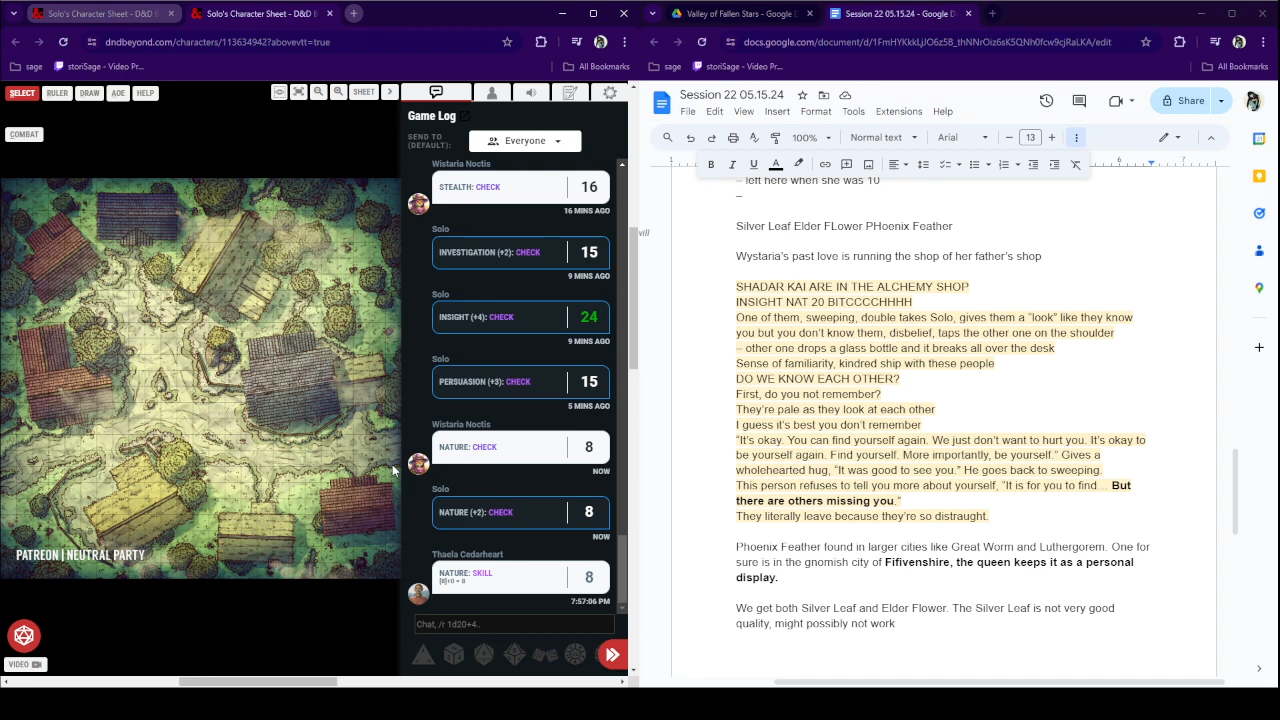 Solo's Character Sheet - D&D B
Solo's Character Sheet - D&D B
dndbeyond.com/characters/113634942?abovevtt=true
sage
storiSage - Video Pr...
All Bookmarks
SELECT
RULER
DRAW
AOE
HELP
SHEET
COMBAT
Game Log
SEND TO
(DEFAULT):
Everyone
Wistaria Noctis
STEALTH: CHECK
16
16 MINS AGO
Solo
INVESTIGATION (+2): CHECK
15
9 MINS AGO
Solo
INSIGHT (+4): CHECK
24
9 MINS AGO
Solo
PERSUASION (+3): CHECK
15
5 MINS AGO
Wistaria Noctis
NATURE: CHECK
8
NOW
Solo
NATURE (+2): CHECK
8
NOW
Thaela Cedarheart
NATURE: SKILL
[8]+0 = 8
8
7:57:06 PM
Chat, /r 1d20+4..
PATREON | NEUTRAL PARTY
VIDEO
Valley of Fallen Stars - Google D
Session 22 05.15.24 - Google D
docs.google.com/document/d/1FmHYKkkLjJO6z5B_thNNrOiz6sK5QNh0fcw9cjRaLKA/edit
sage
storiSage - Video Pr...
All Bookmarks
Session 22 05.15.24
File
Edit
View
Insert
Format
Tools
Extensions
Help
Share
100%
Normal text
Arial
13
1
6
7
B
I
U
A
– left here when she was 10
–
Silver Leaf Elder FLower PHoenix Feather
Wystaria's past love is running the shop of her father's shop
SHADAR KAI ARE IN THE ALCHEMY SHOP
INSIGHT NAT 20 BITCCCCHHHH
One of them, sweeping, double takes Solo, gives them a "look" like they know
you but you don't know them, disbelief, taps the other one on the shoulder
– other one drops a glass bottle and it breaks all over the desk
Sense of familiarity, kindred ship with these people
DO WE KNOW EACH OTHER?
First, do you not remember?
They're pale as they look at each other
I guess it's best you don't remember
"It's okay. You can find yourself again. We just don't want to hurt you. It's okay to
be yourself again. Find yourself. More importantly, be yourself." Gives a
wholehearted hug, "It was good to see you." He goes back to sweeping.
This person refuses to tell you more about yourself, "It is for you to find... But
there are others missing you."
They literally leave because they're so distraught.
Phoenix Feather found in larger cities like Great Worm and Luthergorem. One for
sure is in the gnomish city of Fifivenshire, the queen keeps it as a personal
display.
We get both Silver Leaf and Elder Flower. The Silver Leaf is not very good
quality, might possibly not work